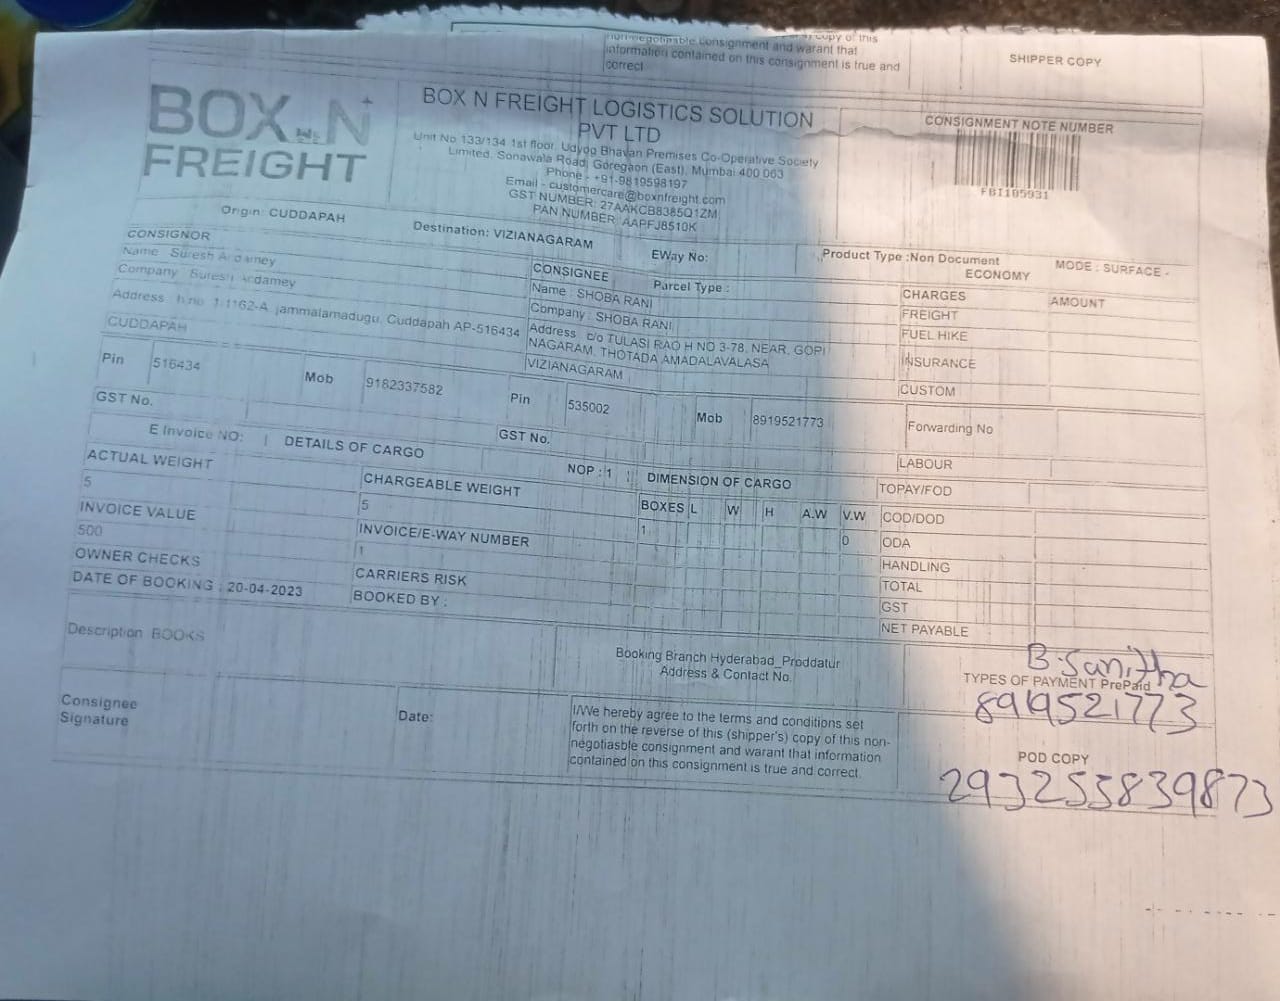 non-negotiable consignment and warant that
information contained on this consignment is true and
correct
SHIPPER COPY
BOX N
FREIGHT
BOX N FREIGHT LOGISTICS SOLUTION
PVT LTD
Unit No 133/134 1st floor, Udyog Bhavan Premises Co-Operative Society
Limited, Sonawala Road, Goregaon (East), Mumbai 400 063
Phone - +91-9819598197
Email - customercare@boxnfreight.com
GST NUMBER: 27AAKCB8385Q1ZM
PAN NUMBER: AAPFJ8510K
CONSIGNMENT NOTE NUMBER
FBI105931
Origin: CUDDAPAH
Destination: VIZIANAGARAM
EWay No:
Product Type :Non Document
ECONOMY
MODE : SURFACE -
CONSIGNOR
Name : Suresh Ardamey
Company : Suresh Ardamey
Address : h no 1-1162-A jammalamadugu, Cuddapah AP-516434
CUDDAPAH
Pin 516434 Mob 9182337582
GST No.
CONSIGNEE
Parcel Type :
Name : SHOBA RANI
Company : SHOBA RANI
Address : c/o TULASI RAO H NO 3-78, NEAR, GOPI
NAGARAM, THOTADA AMADALAVALASA
VIZIANAGARAM
Pin 535002 Mob 8919521773
GST No.
CHARGES AMOUNT
FREIGHT
FUEL HIKE
INSURANCE
CUSTOM
Forwarding No
LABOUR
TOPAY/FOD
COD/DOD
ODA
HANDLING
TOTAL
GST
NET PAYABLE
E Invoice NO: | DETAILS OF CARGO
NOP : 1 DIMENSION OF CARGO
ACTUAL WEIGHT CHARGEABLE WEIGHT
5 5
BOXES L W H A.W V.W
1 0
INVOICE VALUE INVOICE/E-WAY NUMBER
500 1
OWNER CHECKS CARRIERS RISK
DATE OF BOOKING : 20-04-2023 BOOKED BY :
Description BOOKS
Booking Branch Hyderabad_Proddatur
Address & Contact No.
B.Sanitha
TYPES OF PAYMENT PrePaid
8919521773
Consignee
Signature
Date:
I/We hereby agree to the terms and conditions set
forth on the reverse of this (shipper's) copy of this non-
negotiasble consignment and warant that information
contained on this consignment is true and correct.
POD COPY
293253839873